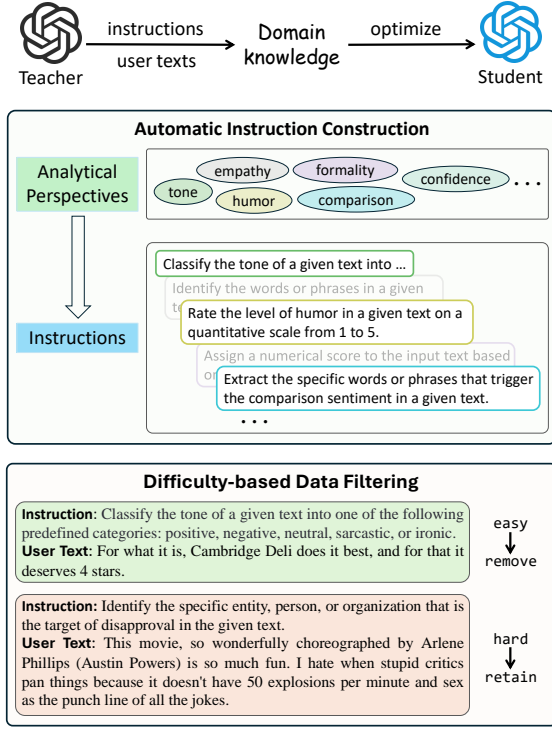 instructions
user texts
Domain
knowledge
optimize
Teacher
Student
Automatic Instruction Construction
Analytical
Perspectives
empathy
formality
tone
confidence
humor
comparison
...
Instructions
Classify the tone of a given text into ...
Identify the words or phrases in a given
Rate the level of humor in a given text on a
quantitative scale from 1 to 5.
Assign a numerical score to the input text based
Extract the specific words or phrases that trigger
the comparison sentiment in a given text.
...
Difficulty-based Data Filtering
Instruction: Classify the tone of a given text into one of the following
predefined categories: positive, negative, neutral, sarcastic, or ironic.
User Text: For what it is, Cambridge Deli does it best, and for that it
deserves 4 stars.
easy
remove
Instruction: Identify the specific entity, person, or organization that is
the target of disapproval in the given text.
User Text: This movie, so wonderfully choreographed by Arlene
Phillips (Austin Powers) is so much fun. I hate when stupid critics
pan things because it doesn't have 50 explosions per minute and sex
as the punch line of all the jokes.
hard
retain